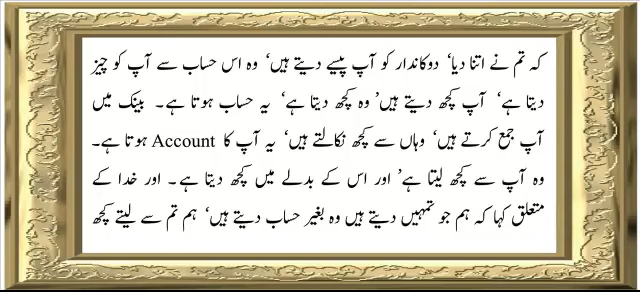 کہ تم نے اتنا دیا‘ دوکاندار کو آپ پیسے دیتے ہیں‘ وہ اس حساب سے آپ کو چیز
دیتا ہے‘ آپ کچھ دیتے ہیں‘ وہ کچھ دیتا ہے‘ یہ حساب ہوتا ہے۔ بینک میں
آپ جمع کرتے ہیں‘ وہاں سے کچھ نکالتے ہیں‘ یہ آپ کا Account ہوتا ہے۔
وہ آپ سے کچھ لیتا ہے‘ اور اس کے بدلے میں کچھ دیتا ہے۔ اور خدا کے
متعلق کہا کہ ہم جو تمہیں دیتے ہیں وہ بغیر حساب دیتے ہیں‘ ہم تم سے لیتے کچھ